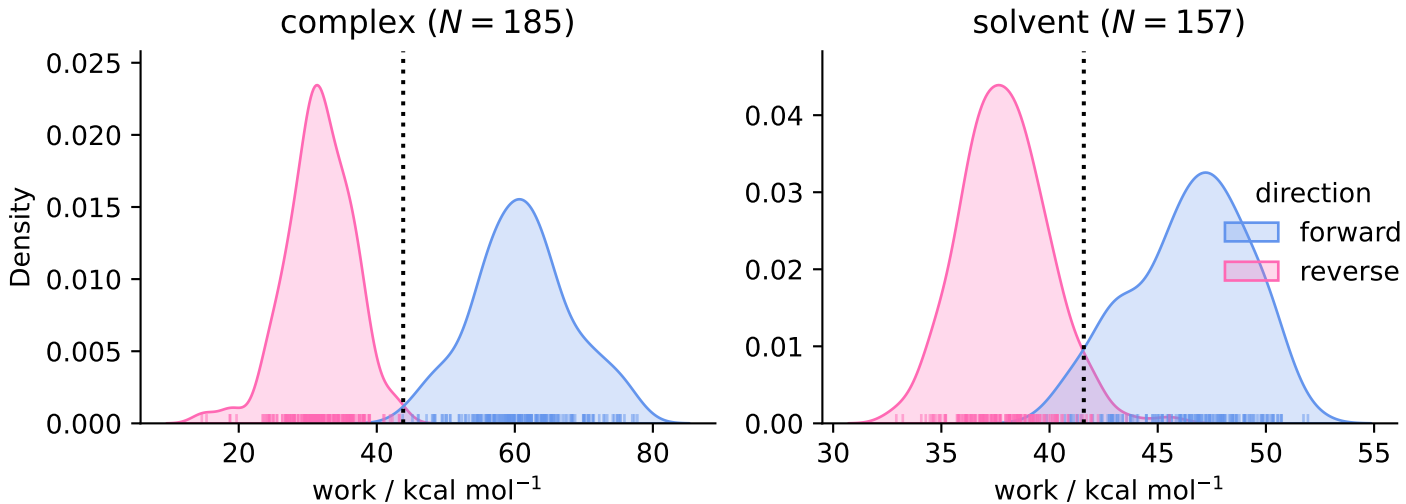 complex (N = 185)
Density
0.025
0.020
0.015
0.010
0.005
0.000
20 40 60 80
work / kcal mol⁻¹
solvent (N = 157)
0.04
0.03
0.02
0.01
0.00
30 35 40 45 50 55
work / kcal mol⁻¹
direction
forward
reverse